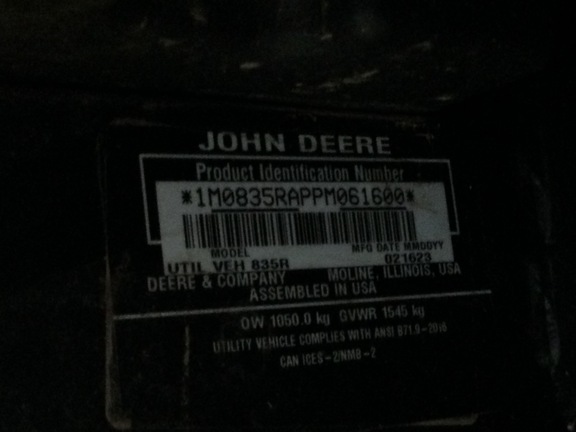 JOHN DEERE
Product Identification Number
*1M0835RAPPM061600*
MODEL MFG DATE MMDDYY
UTIL VEH 835R 021623
DEERE & COMPANY MOLINE, ILLINOIS, USA
ASSEMBLED IN USA
OW 1050.0 kg GVWR 1545 kg
UTILITY VEHICLE COMPLIES WITH ANSI B71.9-2016
CAN ICES-2/NMB-2